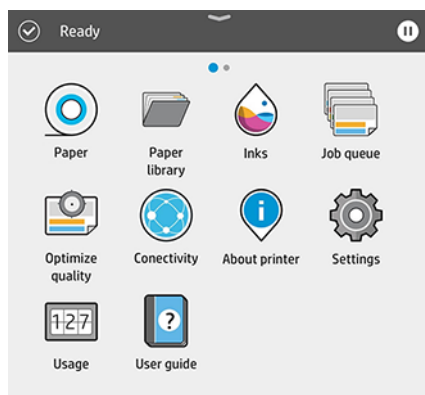 Ready
Paper
Paper
library
Inks
Job queue
Optimize
quality
Conectivity
About printer
Settings
127
Usage
?
User guide